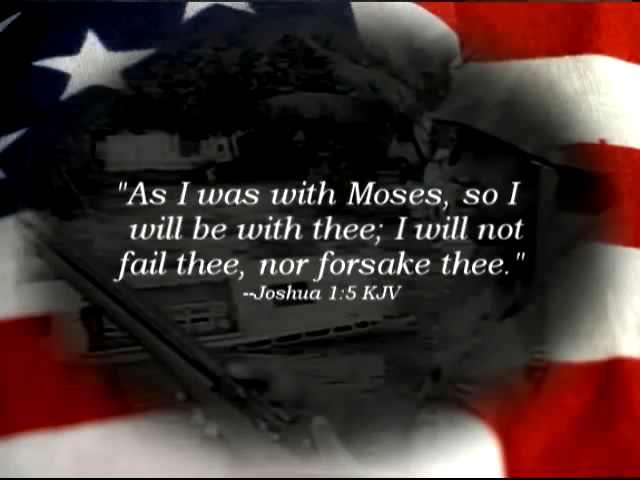 "As I was with Moses, so I
will be with thee; I will not
fail thee, nor forsake thee."
--Joshua 1:5 KJV